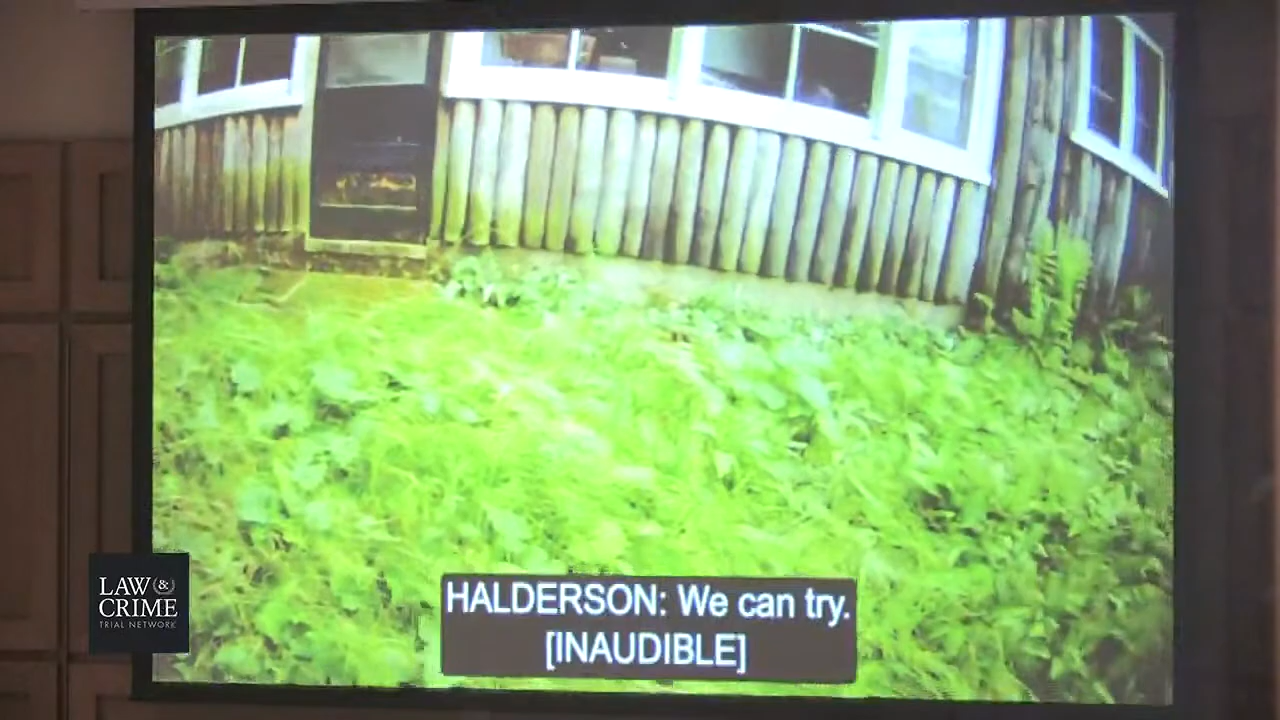 LAW &
CRIME
TRIAL NETWORK
HALDERSON: We can try.
[INAUDIBLE]